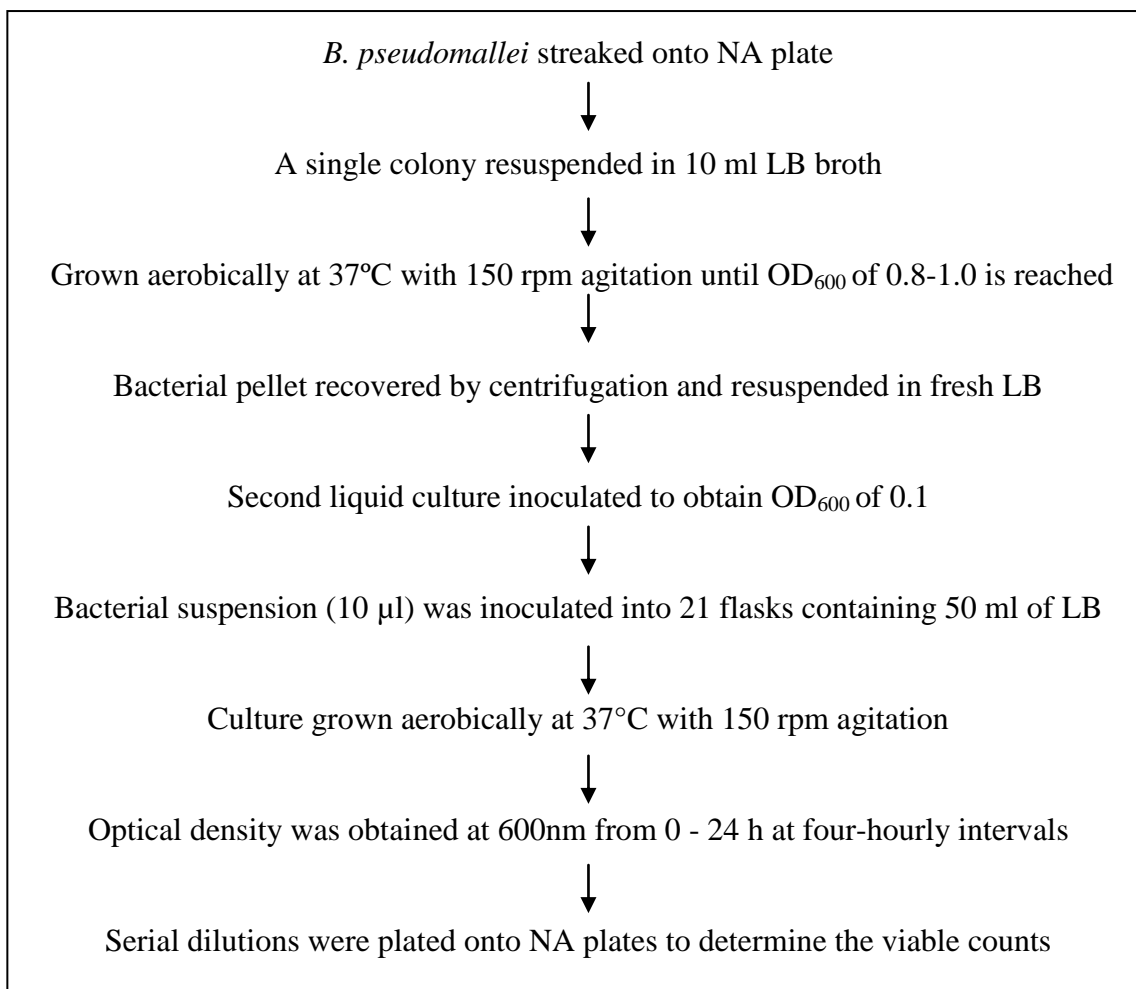 B. pseudomallei streaked onto NA plate
A single colony resuspended in 10 ml LB broth
Grown aerobically at 37ºC with 150 rpm agitation until OD600 of 0.8-1.0 is reached
Bacterial pellet recovered by centrifugation and resuspended in fresh LB
Second liquid culture inoculated to obtain OD600 of 0.1
Bacterial suspension (10 µl) was inoculated into 21 flasks containing 50 ml of LB
Culture grown aerobically at 37°C with 150 rpm agitation
Optical density was obtained at 600nm from 0 - 24 h at four-hourly intervals
Serial dilutions were plated onto NA plates to determine the viable counts